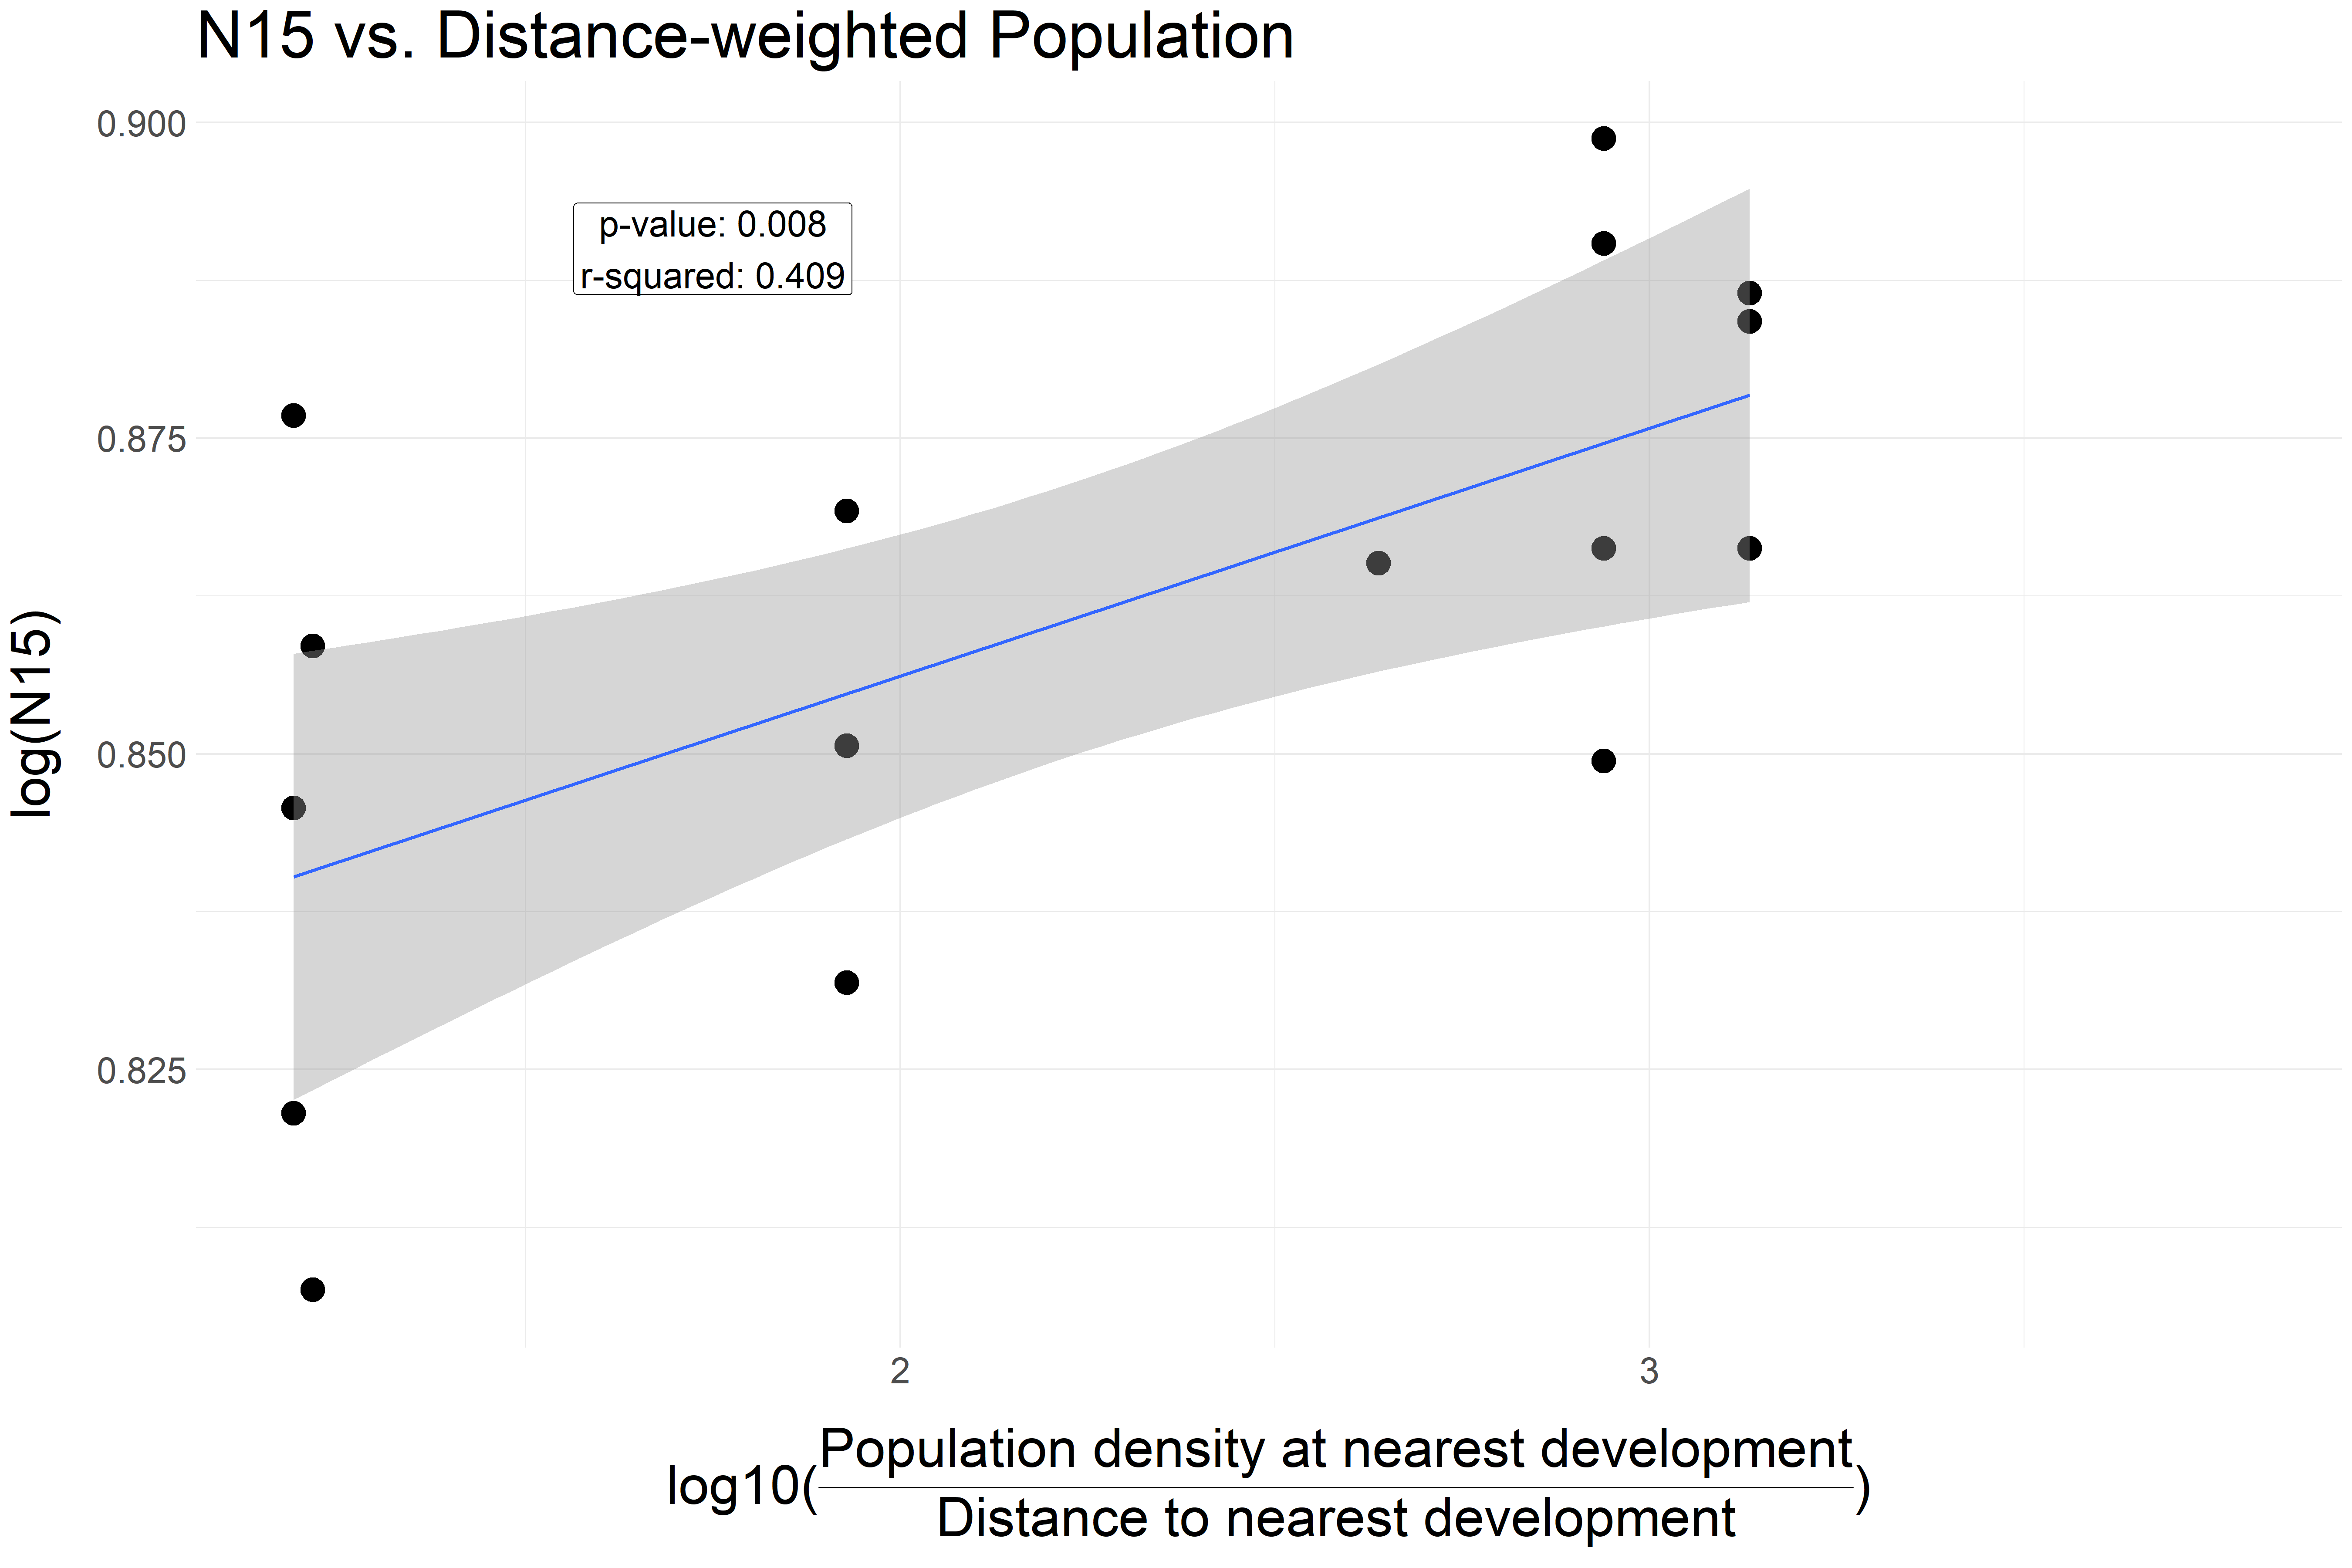 N15 vs. Distance-weighted Population
0.900
0.875
0.850
0.825
log(N15)
p-value: 0.008
r-squared: 0.409
2
3
Population density at nearest development
log10( )
Distance to nearest development